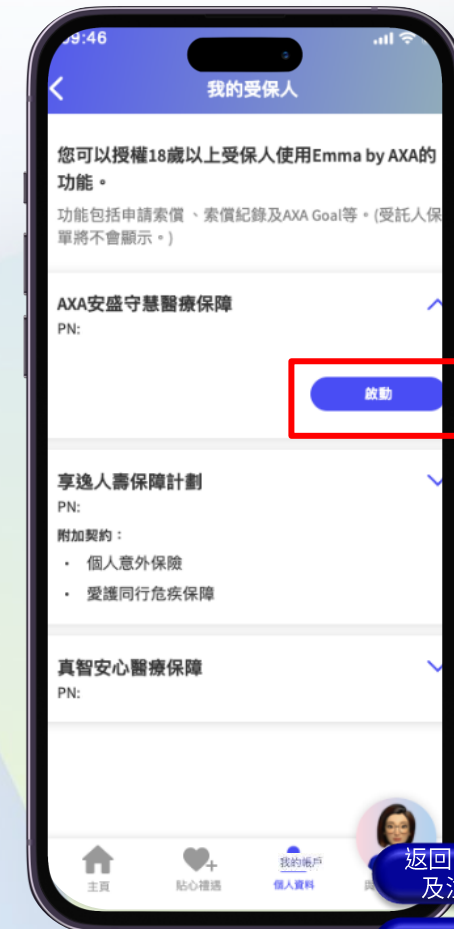 9:46
我的受保人
您可以授權18歲以上受保人使用Emma by AXA的
功能。
功能包括申請索償、索償紀錄及AXA Goal等。(受託人保
單將不會顯示。)
AXA安盛守慧醫療保障
PN:
啟動
享逸人壽保障計劃
PN:
附加契約：
· 個人意外保險
· 愛護同行危疾保障
真智安心醫療保障
PN:
主頁
貼心禮遇
我的帳戶
個人資料
與
返回
及注